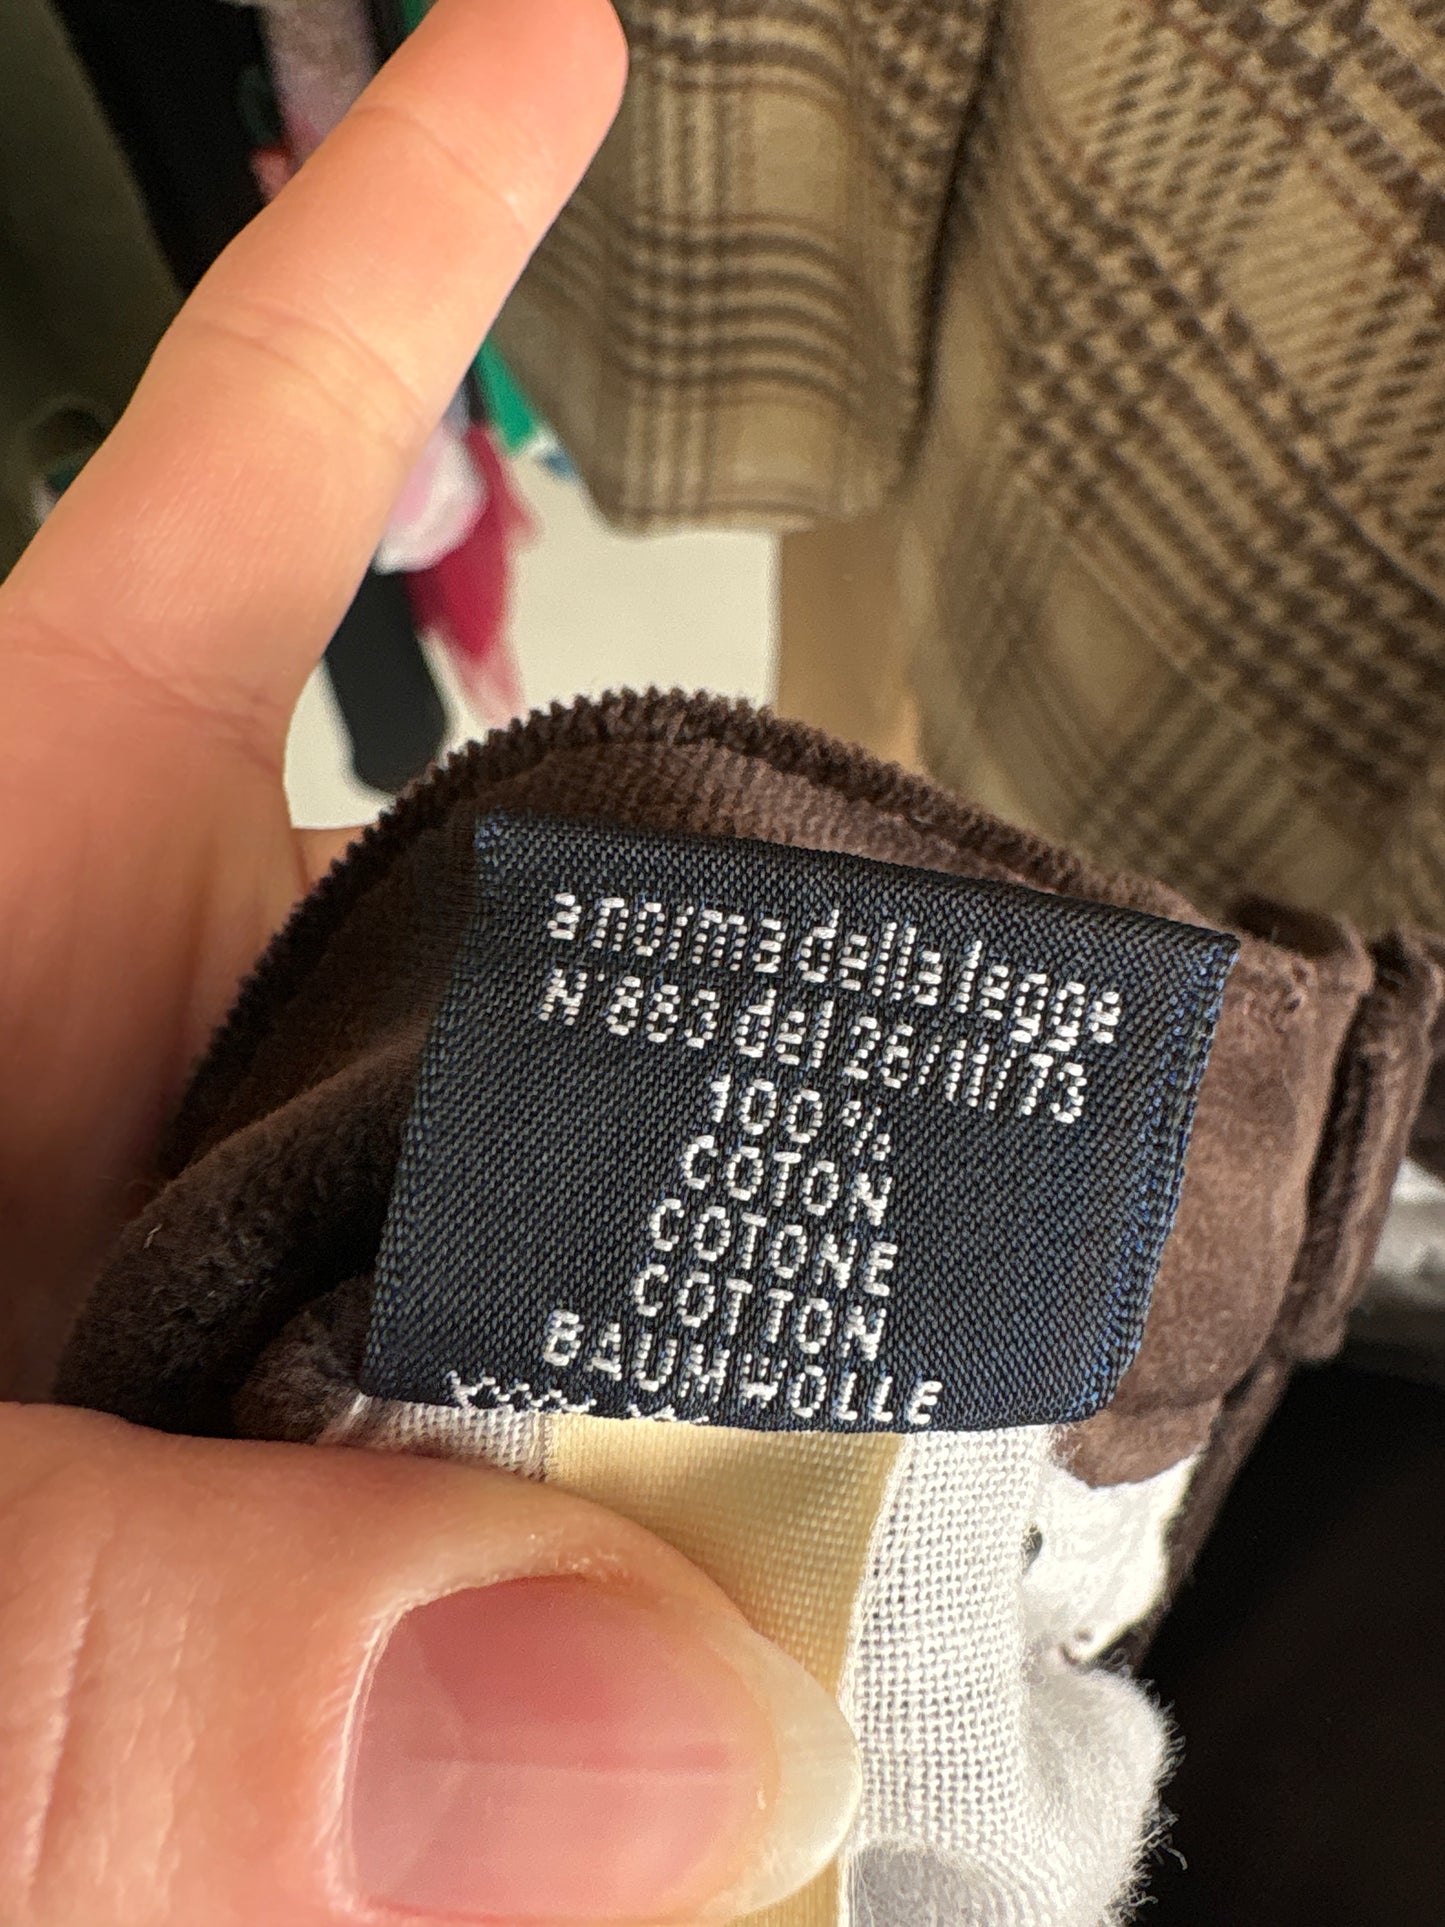 a norma della legge
N° 883 del 26/11/73
100%
COTON
COTONE
COTTON
BAUMWOLLE